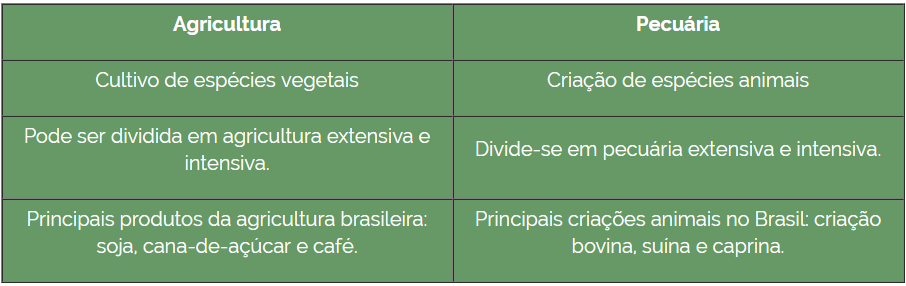 Agricultura
Pecuária
Cultivo de espécies vegetais
Criação de espécies animais
Pode ser dividida em agricultura extensiva e
intensiva.
Divide-se em pecuária extensiva e intensiva.
Principais produtos da agricultura brasileira:
soja, cana-de-açúcar e café.
Principais criações animais no Brasil: criação
bovina, suína e caprina.